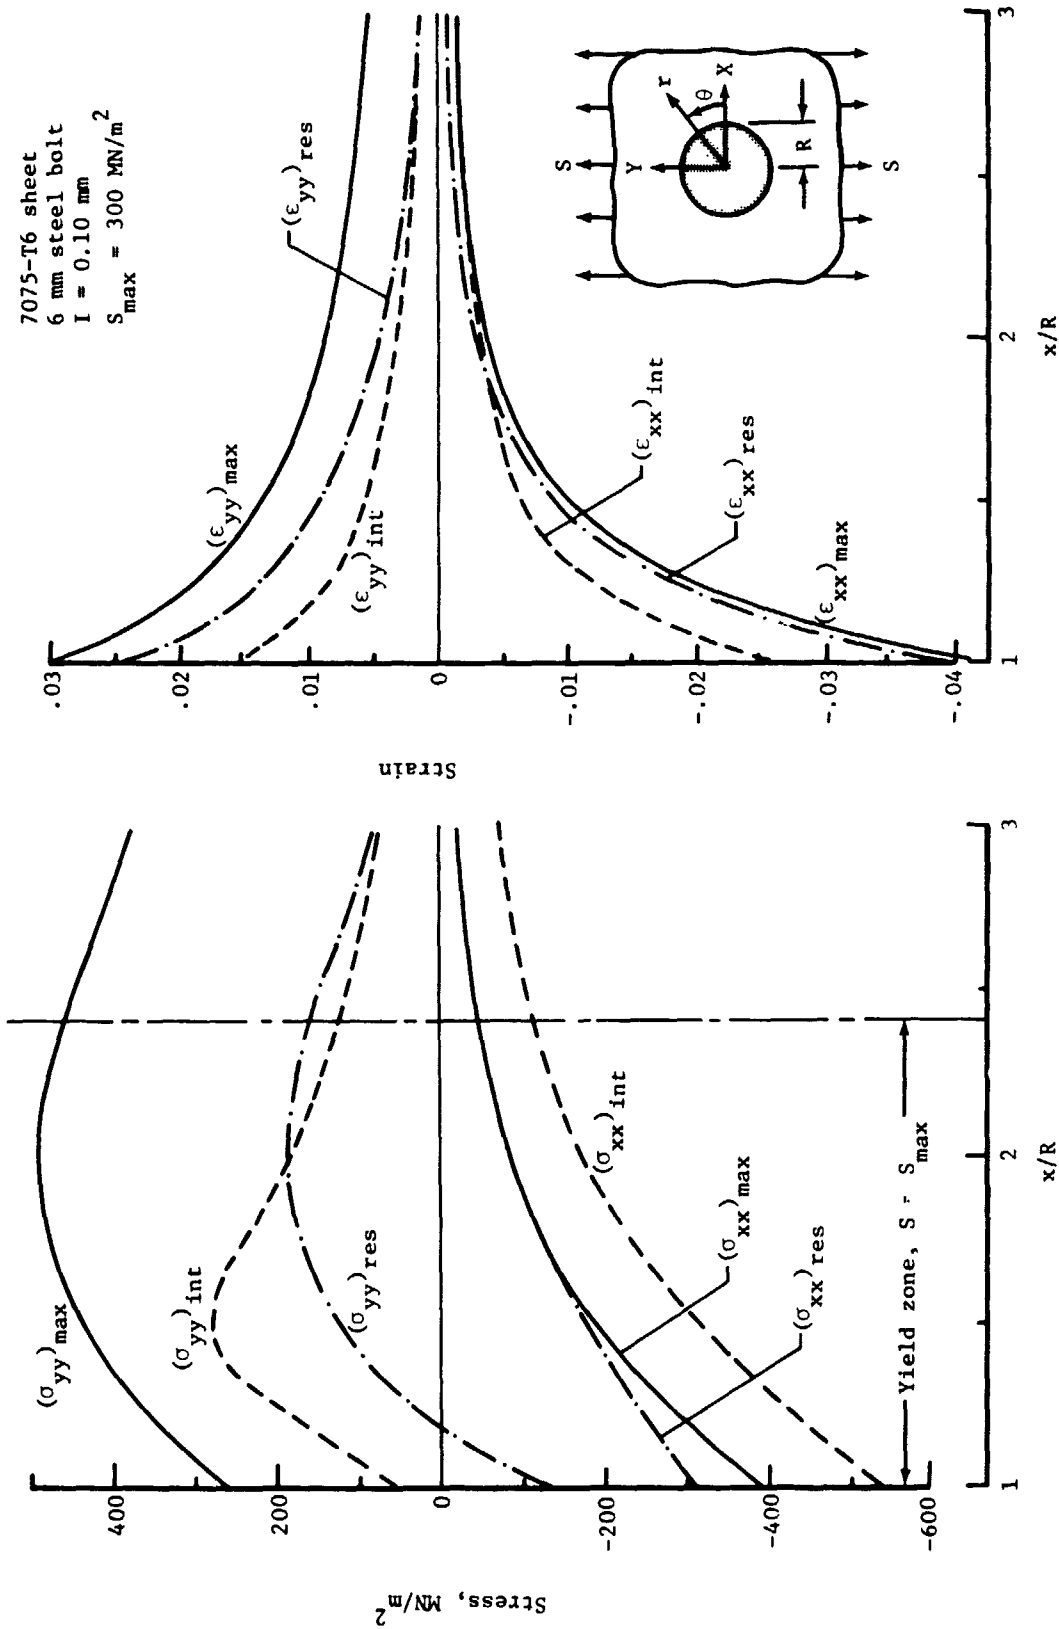 7075-T6 sheet
6 mm steel bolt
I = 0.10 mm
S_max = 300 MN/m²
Stress, MN/m²
400
200
0
-200
-400
-600
1
2
3
x/R
(σ_yy)_max
(σ_yy)_int
(σ_yy)_res
(σ_xx)_int
(σ_xx)_max
(σ_xx)_res
Yield zone, S - S_max
Strain
.03
.02
.01
0
-.01
-.02
-.03
-.04
1
2
3
x/R
(ε_yy)_max
(ε_yy)_res
(ε_yy)_int
(ε_xx)_int
(ε_xx)_res
(ε_xx)_max
S
Y
r
θ
X
R
S